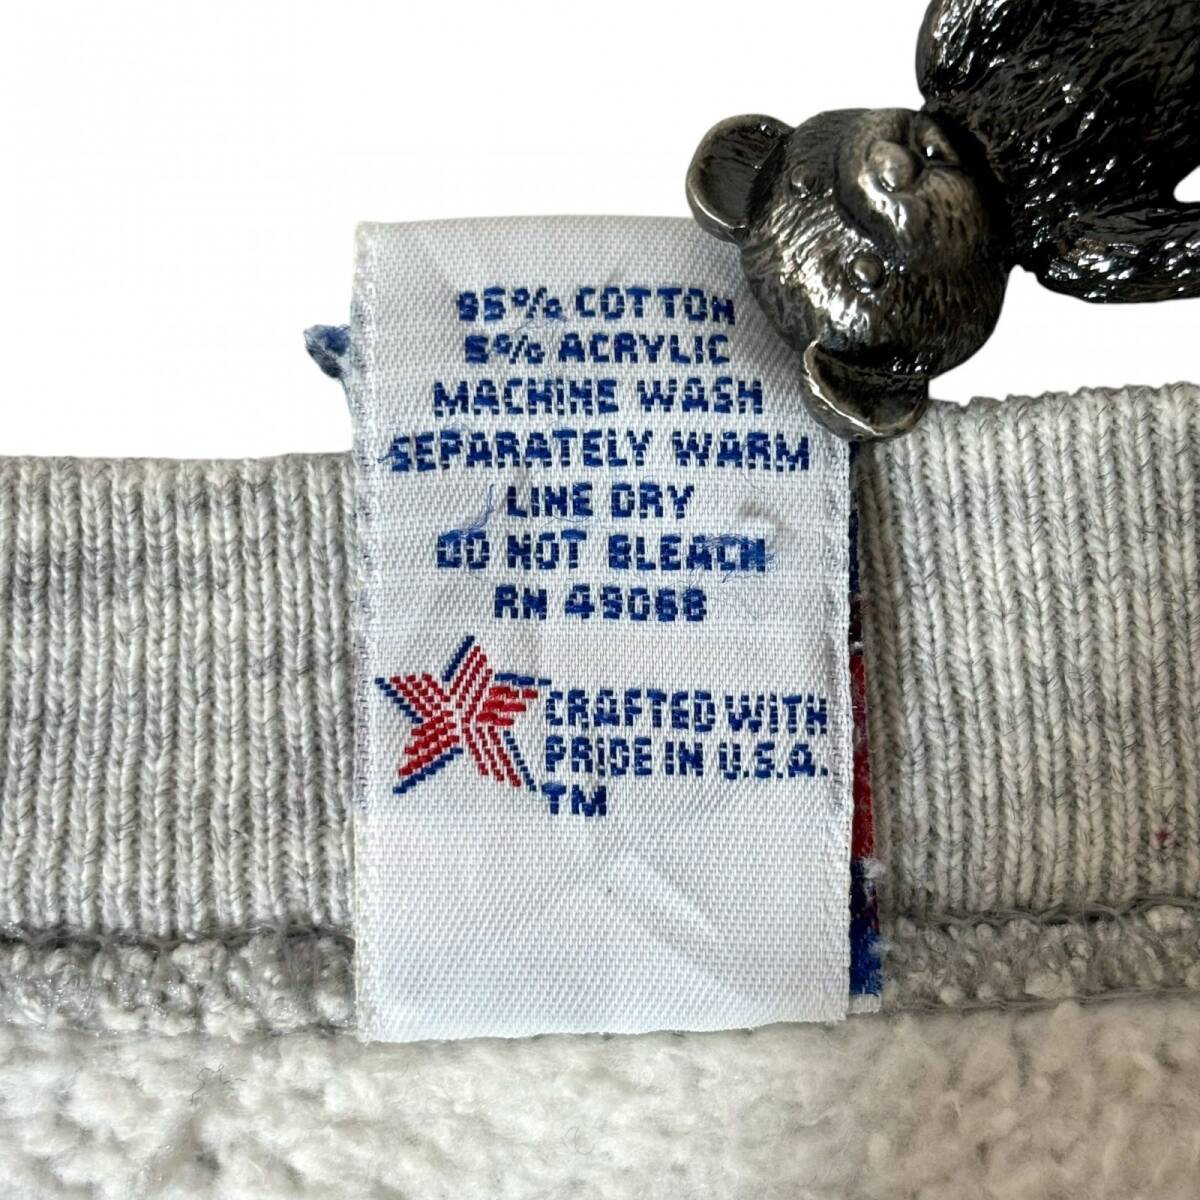 95% COTTON
5% ACRYLIC
MACHINE WASH
SEPARATELY WARM
LINE DRY
DO NOT BLEACH
RN 49068
CRAFTED WITH
PRIDE IN U.S.A.
TM